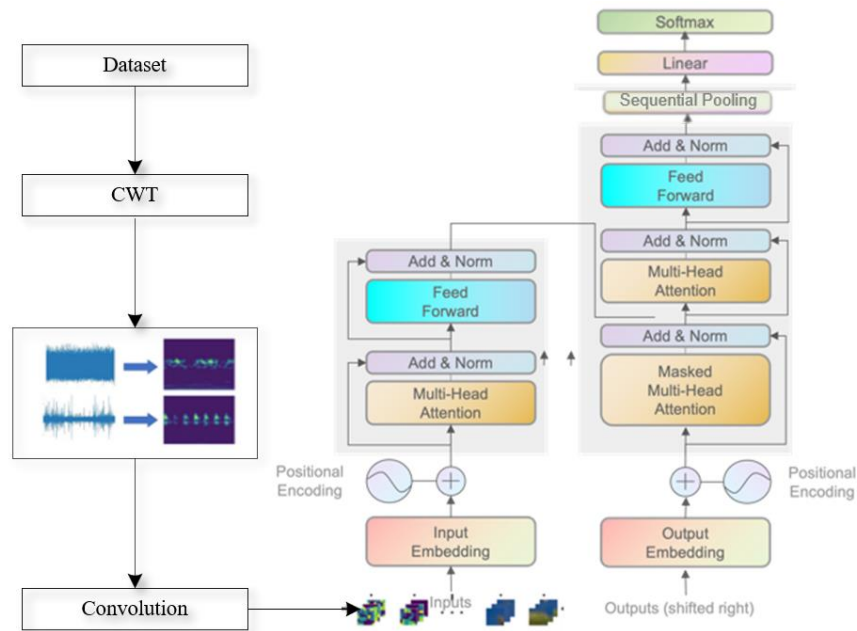 Dataset
CWT
Convolution
Softmax
Linear
Sequential Pooling
Add & Norm
Feed
Forward
Add & Norm
Multi-Head
Attention
Add & Norm
Masked
Multi-Head
Attention
Add & Norm
Feed
Forward
Add & Norm
Multi-Head
Attention
Positional
Encoding
Positional
Encoding
Input
Embedding
Output
Embedding
Inputs
Outputs (shifted right)